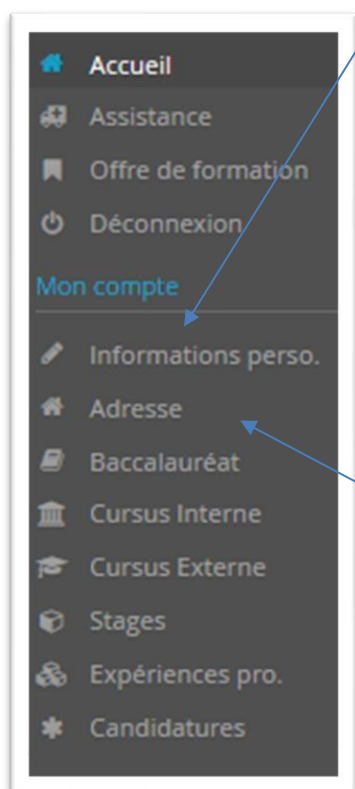 Accueil
Assistance
Offre de formation
Déconnexion
Mon compte
Informations perso.
Adresse
Baccalauréat
Cursus Interne
Cursus Externe
Stages
Expériences pro.
Candidatures